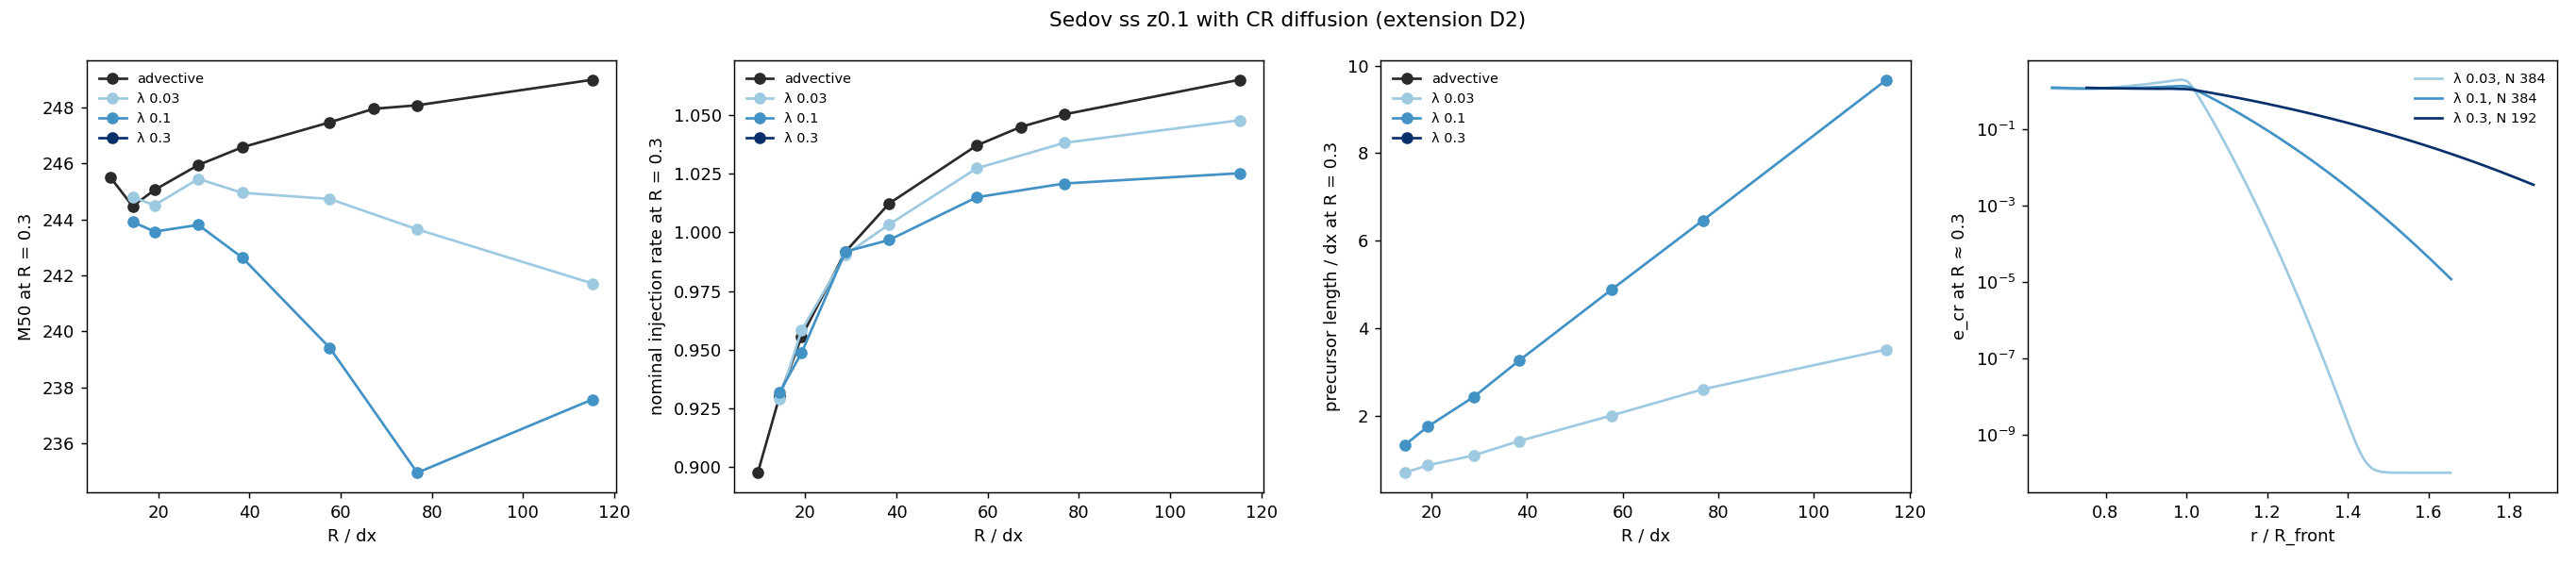 Sedov ss z0.1 with CR diffusion (extension D2)
M50 at R = 0.3
248
246
244
242
240
238
236
advective
λ 0.03
λ 0.1
λ 0.3
20
40
60
80
100
120
R / dx
nominal injection rate at R = 0.3
1.050
1.025
1.000
0.975
0.950
0.925
0.900
advective
λ 0.03
λ 0.1
λ 0.3
20
40
60
80
100
120
R / dx
precursor length / dx at R = 0.3
10
8
6
4
2
advective
λ 0.03
λ 0.1
λ 0.3
20
40
60
80
100
120
R / dx
e_cr at R ≈ 0.3
10⁻¹
10⁻³
10⁻⁵
10⁻⁷
10⁻⁹
λ 0.03, N 384
λ 0.1, N 384
λ 0.3, N 192
0.8
1.0
1.2
1.4
1.6
1.8
r / R_front